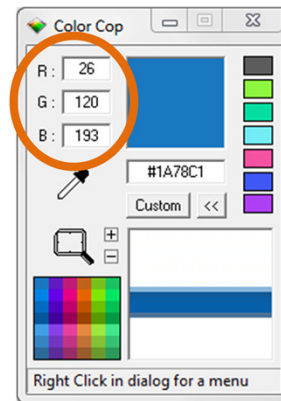 Color Cop
R: 26
G: 120
B: 193
#1A78C1
Custom <<
Right Click in dialog for a menu